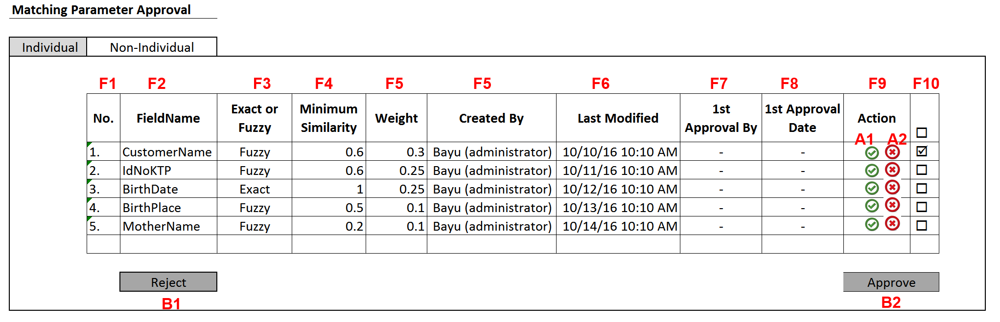 Matching Parameter Approval
Individual Non-Individual
F1 F2 F3 F4 F5 F5 F6 F7 F8 F9 F10
No. FieldName Exact or Fuzzy Minimum Similarity Weight Created By Last Modified 1st Approval By 1st Approval Date Action
A1 A2
1. CustomerName Fuzzy 0.6 0.3 Bayu (administrator) 10/10/16 10:10 AM - -
2. IdNoKTP Fuzzy 0.6 0.25 Bayu (administrator) 10/11/16 10:10 AM - -
3. BirthDate Exact 1 0.25 Bayu (administrator) 10/12/16 10:10 AM - -
4. BirthPlace Fuzzy 0.5 0.1 Bayu (administrator) 10/13/16 10:10 AM - -
5. MotherName Fuzzy 0.2 0.1 Bayu (administrator) 10/14/16 10:10 AM - -
Reject Approve
B1 B2